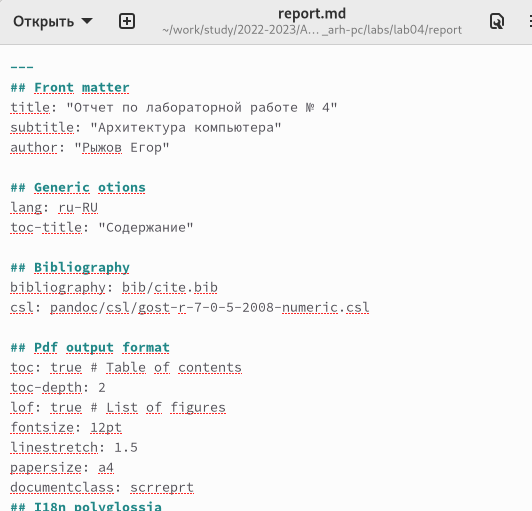 Открыть
report.md
~/work/study/2022-2023/A... _arh-pc/labs/lab04/report
---
## Front matter
title: "Отчет по лабораторной работе № 4"
subtitle: "Архитектура компьютера"
author: "Рыжов Егор"
## Generic otions
lang: ru-RU
toc-title: "Содержание"
## Bibliography
bibliography: bib/cite.bib
csl: pandoc/csl/gost-r-7-0-5-2008-numeric.csl
## Pdf output format
toc: true # Table of contents
toc-depth: 2
lof: true # List of figures
fontsize: 12pt
linestretch: 1.5
papersize: a4
documentclass: scrreprt
## I18n polyglossia